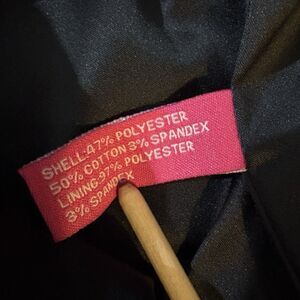 SHELL:47% POLYESTER
50% COTTON 3% SPANDEX
LINING:97% POLYESTER
3% SPANDEX